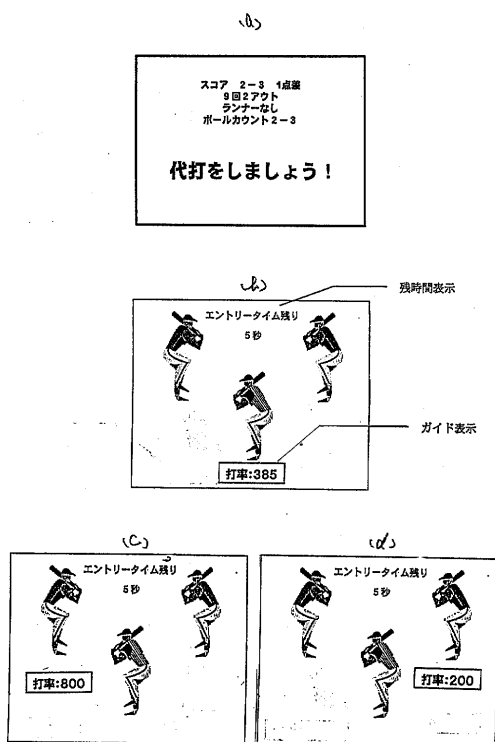 (a)
スコア 2－3 1点差
9回2アウト
ランナーなし
ボールカウント2－3
代打をしましょう！
(b)
残時間表示
エントリータイム残り
5秒
ガイド表示
打率:385
(c)
エントリータイム残り
5秒
打率:800
(d)
エントリータイム残り
5秒
打率:200